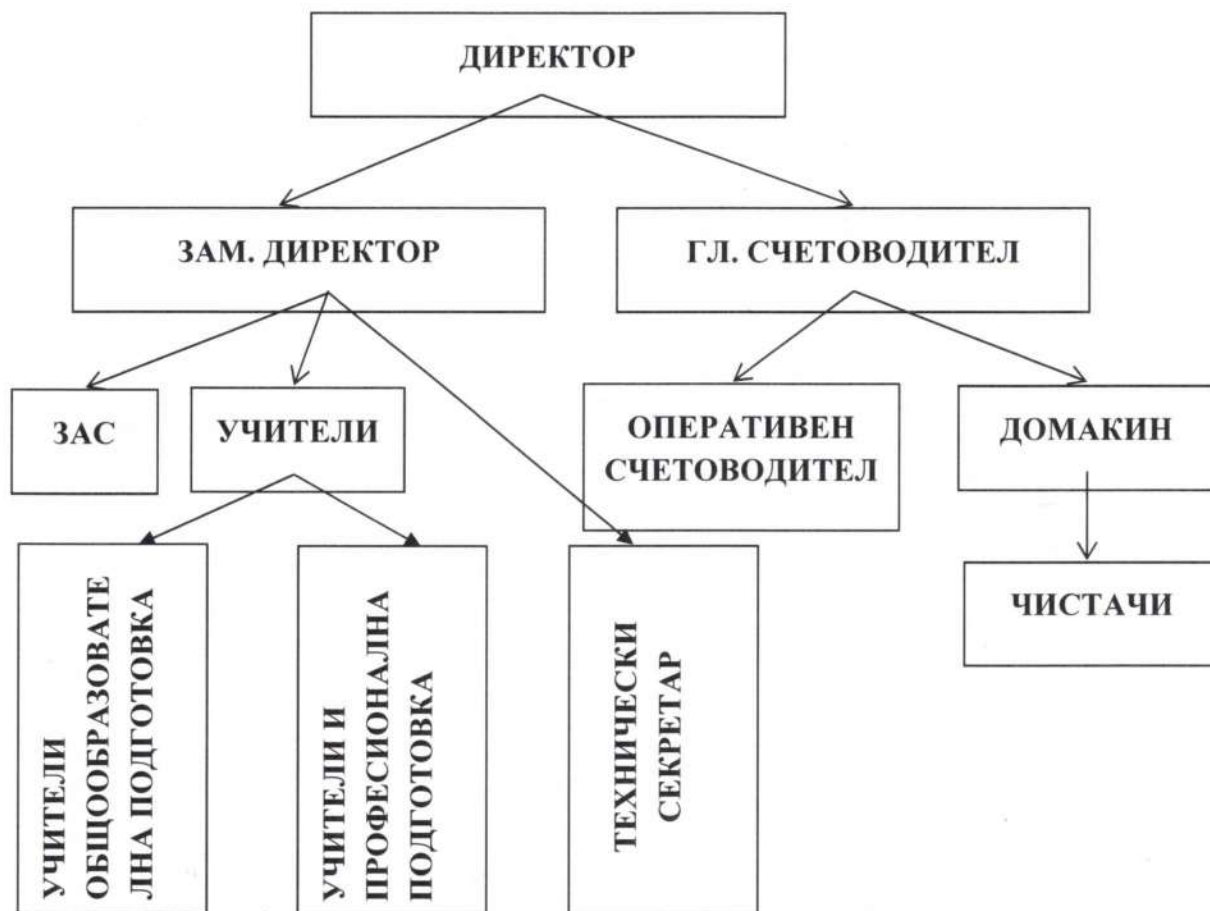 ДИРЕКТОР
ЗАМ. ДИРЕКТОР
ГЛ. СЧЕТОВОДИТЕЛ
ЗАС
УЧИТЕЛИ
ОПЕРАТИВЕН
СЧЕТОВОДИТЕЛ
ДОМАКИН
УЧИТЕЛИ
ОБЩООБРАЗОВАТЕ
ЛНА ПОДГОТОВКА
УЧИТЕЛИ И
ПРОФЕСИОНАЛНА
ПОДГОТОВКА
ТЕХНИЧЕСКИ
СЕКРЕТАР
ЧИСТАЧИ